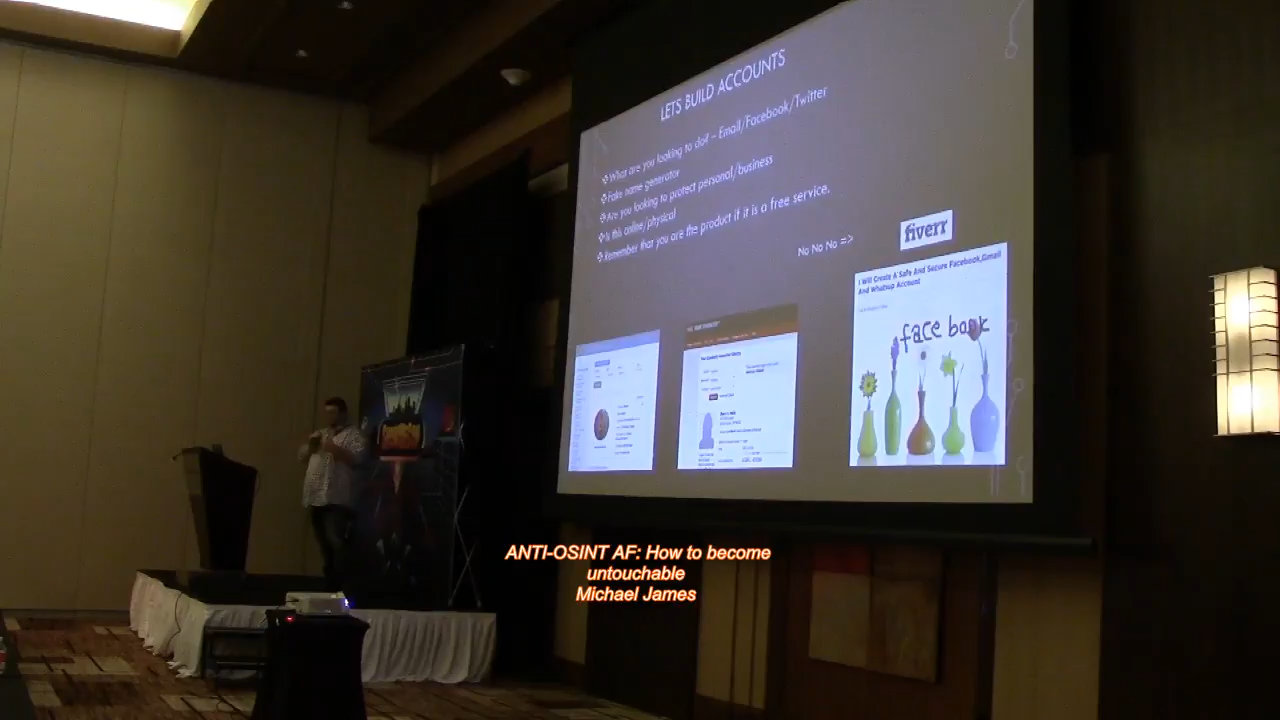 LETS BUILD ACCOUNTS
What are you looking to do? – Email/Facebook/Twitter
Fake name generator
Are you looking to protect personal/business
Is this online/physical
Remember that you are the product if it is a free service.
No No No =>
fiverr
I Will Create A Safe And Secure Facebook,Gmail
And Whatsup Account
face book
ANTI-OSINT AF: How to become
untouchable
Michael James